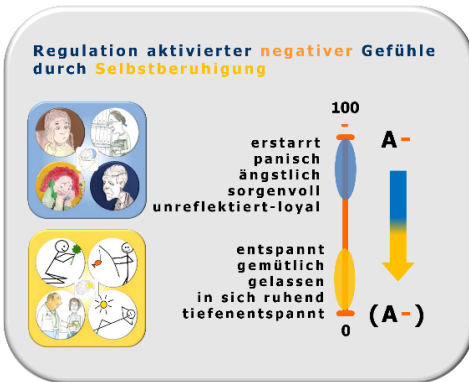 Regulation aktivierter negativer Gefühle
durch Selbstberuhigung
100
-
A-
erstarrt
panisch
ängstlich
sorgenvoll
unreflektiert-loyal
entspannt
gemütlich
gelassen
in sich ruhend
tiefenentspannt
0
(A-)